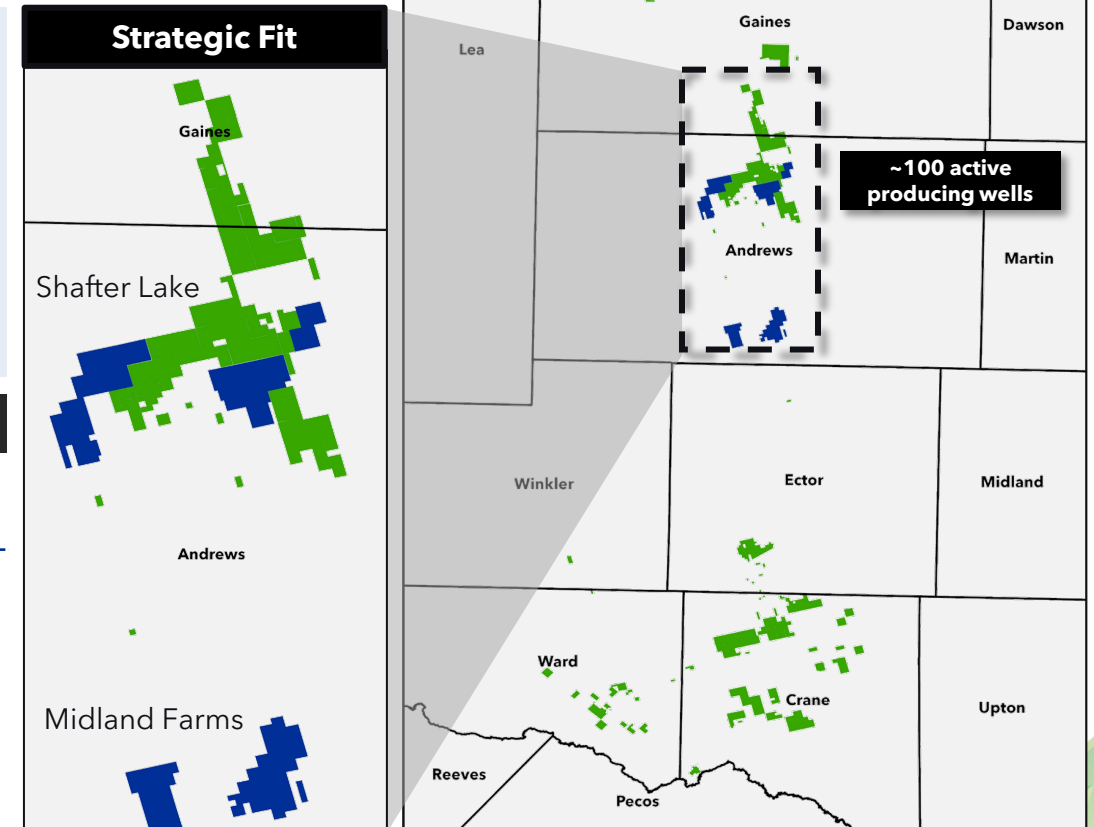 Strategic Fit
Gaines
Shafter Lake
Andrews
Midland Farms
Lea
Gaines
Dawson
~100 active
producing wells
Andrews
Martin
Winkler
Ector
Midland
Ward
Crane
Upton
Reeves
Pecos